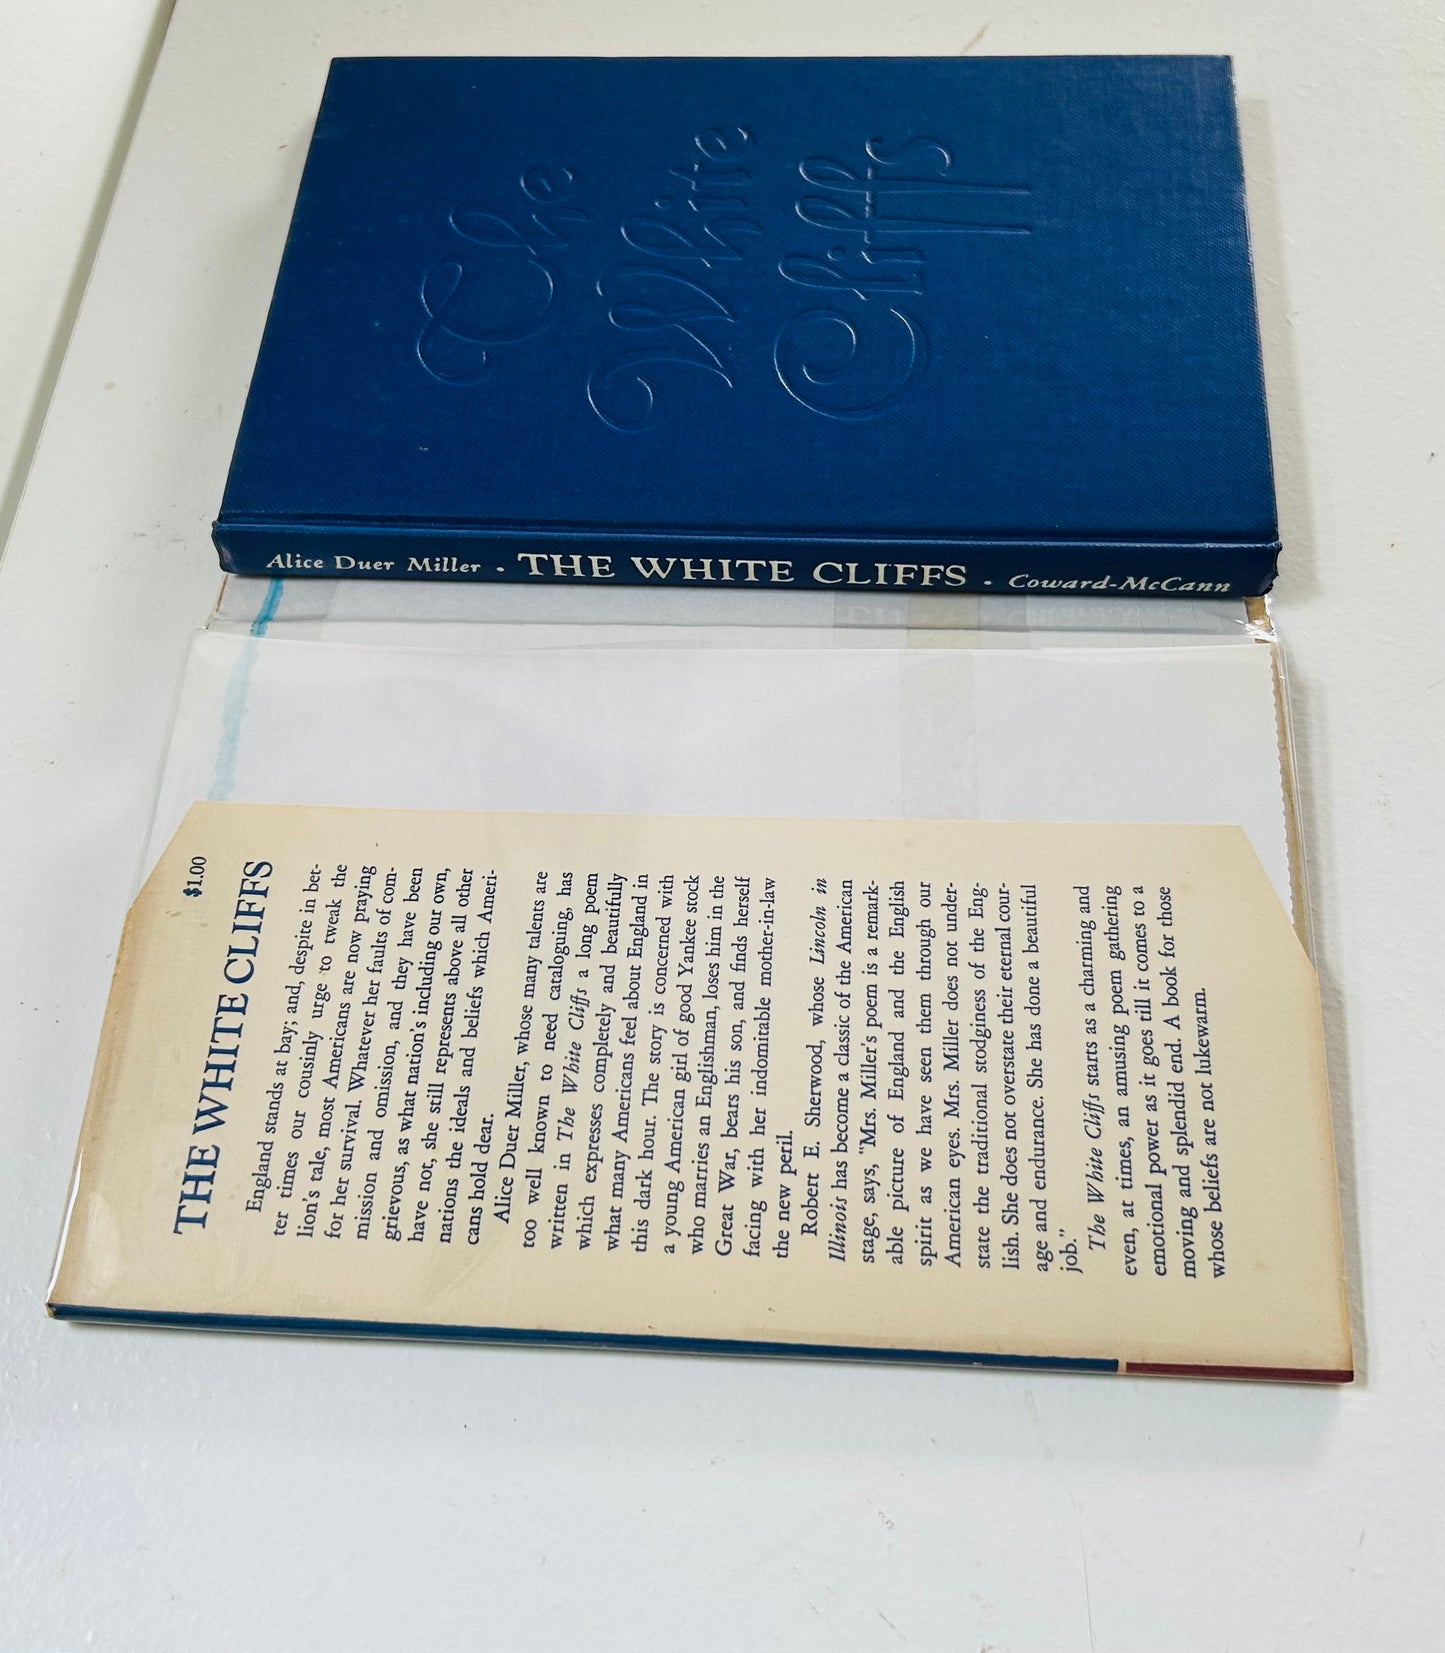 The
White
Cliffs
Alice Duer Miller . THE WHITE CLIFFS . Coward-McCann
$1.00
THE WHITE CLIFFS
England stands at bay; and, despite in bet-
ter times our cousinly urge to tweak the
lion's tale, most Americans are now praying
for her survival. Whatever her faults of com-
mission and omission, and they have been
grievous, as what nation's including our own,
have not, she still represents above all other
nations the ideals and beliefs which Ameri-
cans hold dear.
Alice Duer Miller, whose many talents are
too well known to need cataloguing, has
written in The White Cliffs a long poem
which expresses completely and beautifully
what many Americans feel about England in
this dark hour. The story is concerned with
a young American girl of good Yankee stock
who marries an Englishman, loses him in the
Great War, bears his son, and finds herself
facing with her indomitable mother-in-law
the new peril.
Robert E. Sherwood, whose Lincoln in
Illinois has become a classic of the American
stage, says, "Mrs. Miller's poem is a remark-
able picture of England and the English
spirit as we have seen them through our
American eyes. Mrs. Miller does not under-
state the traditional stodginess of the Eng-
lish. She does not overstate their eternal cour-
age and endurance. She has done a beautiful
job."
The White Cliffs starts as a charming and
even, at times, an amusing poem gathering
emotional power as it goes till it comes to a
moving and splendid end. A book for those
whose beliefs are not lukewarm.